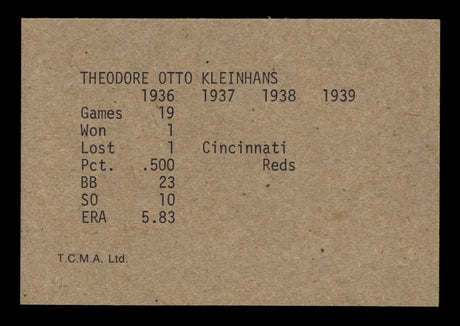 THEODORE OTTO KLEINHANS
1936 1937 1938 1939
Games 19
Won 1
Lost 1 Cincinnati
Pct. .500 Reds
BB 23
SO 10
ERA 5.83
T.C.M.A. Ltd.